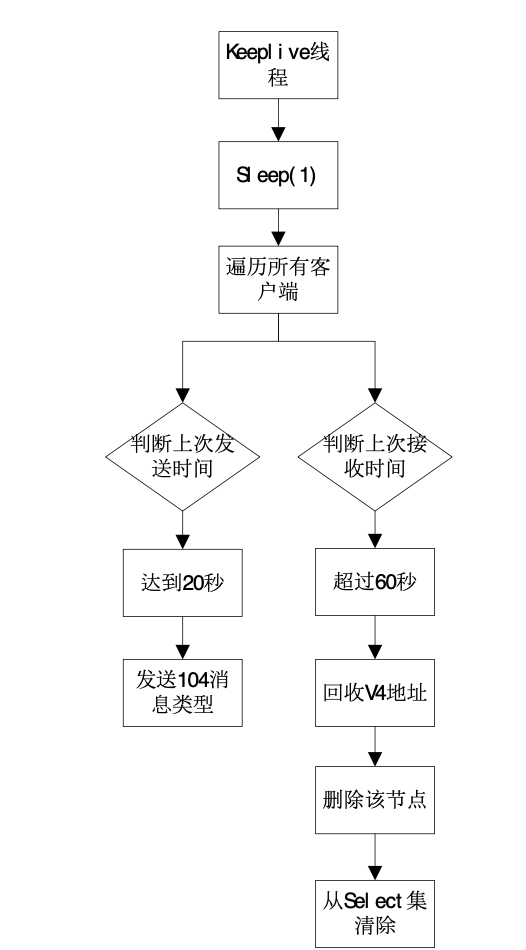 Keeplive线
程
Sleep(1)
遍历所有客
户端
判断上次发
送时间
判断上次接
收时间
达到20秒
超过60秒
发送104消
息类型
回收V4地址
删除该节点
从Select集
清除